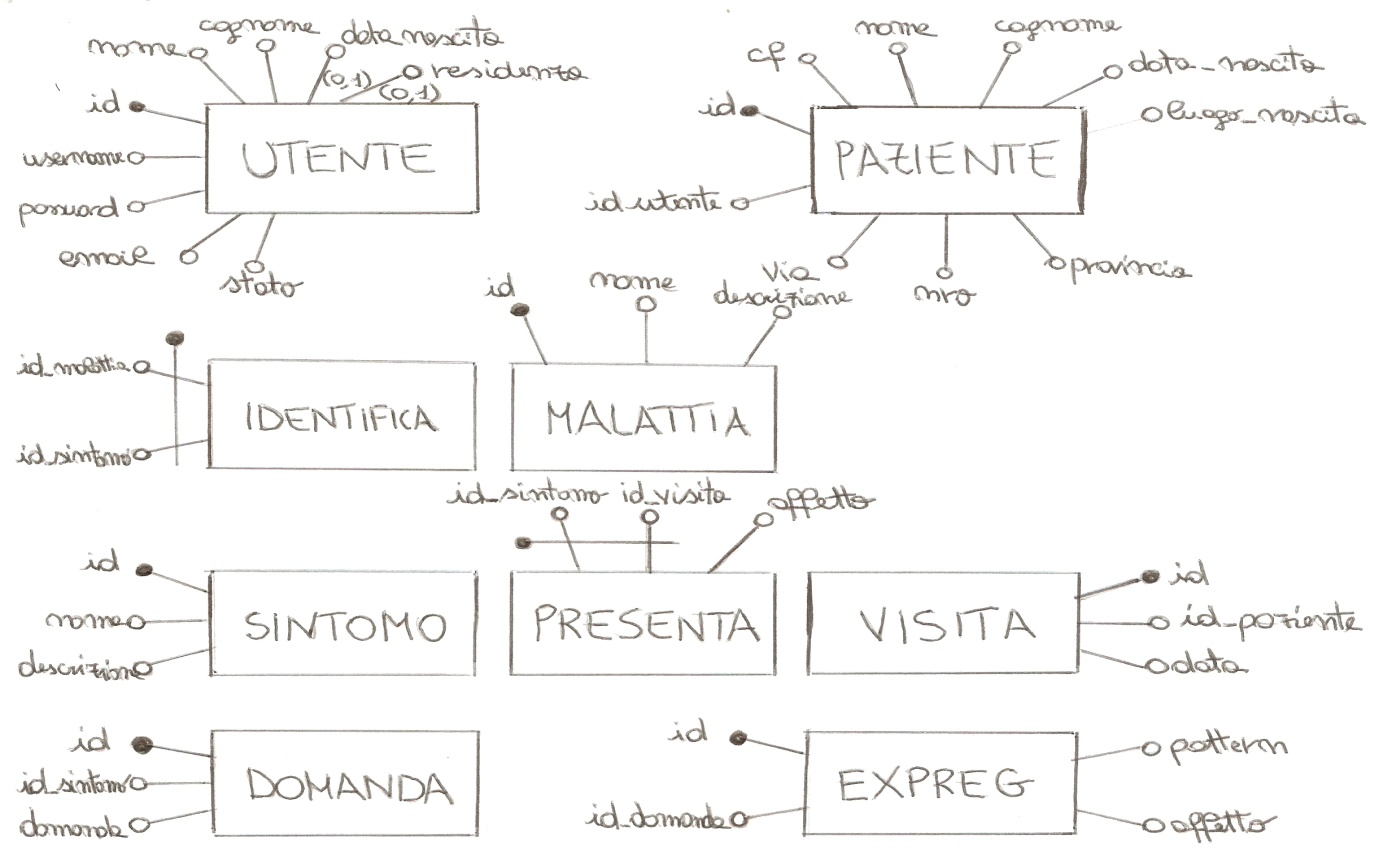 nome
cognome
data nascita
(0,1)
residenza
(0,1)
id
username
password
email
stato
UTENTE
cf
nome
cognome
data_nascita
luogo_nascita
id
id_utente
via
nro
provincia
PAZIENTE
id_malattia
id_sintomo
IDENTIFICA
id
nome
descrizione
MALATTIA
id
nome
descrizione
SINTOMO
id_sintomo
id_visita
affetto
PRESENTA
VISITA
id
id_paziente
data
id
id_sintomo
domanda
DOMANDA
id
id_domanda
EXPREG
pattern
affetto